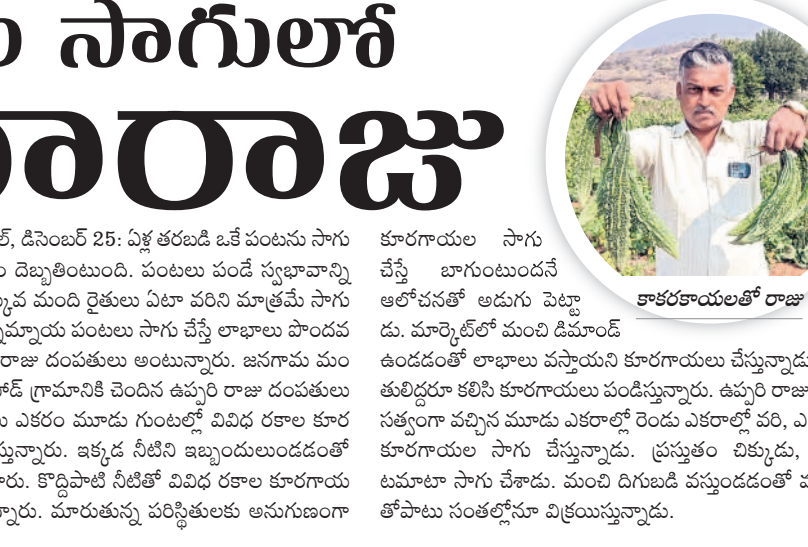 సాగులో
రాజు
డిసెంబర్ 25: ఏళ్ల తరబడి ఒకే పంటను సాగు
దెబ్బతింటుంది. పంటలు పండే స్వభావాన్ని
మంది రైతులు ఏటా వరిని మాత్రమే సాగు
పంటలు సాగు చేస్తే లాభాలు పొందవ
రాజు దంపతులు అంటున్నారు. జనగామ మం
గ్రామానికి చెందిన ఉప్పరి రాజు దంపతులు
ఎకరం మూడు గుంటల్లో వివిధ రకాల కూర
ఇక్కడ నీటిని ఇబ్బందులుండడంతో
కొద్దిపాటి నీటితో వివిధ రకాల కూరగాయ
మారుతున్న పరిస్థితులకు అనుగుణంగా
కూరగాయల సాగు
చేస్తే బాగుంటుందనే
ఆలోచనతో అడుగు పెట్టా
డు. మార్కెట్‌లో మంచి డిమాండ్
ఉండడంతో లాభాలు వస్తాయని కూరగాయలు చేస్తున్నాడు
తులిద్దరూ కలిసి కూరగాయలు పండిస్తున్నారు. ఉప్పరి రాజు
సత్వంగా వచ్చిన మూడు ఎకరాల్లో రెండు ఎకరాల్లో వరి, ఎ
కూరగాయల సాగు చేస్తున్నాడు. ప్రస్తుతం చిక్కుడు,
టమాటా సాగు చేశాడు. మంచి దిగుబడి వస్తుండడంతో
తోపాటు సంతల్లోనూ విక్రయిస్తున్నాడు.
కాకరకాయలతో రాజు